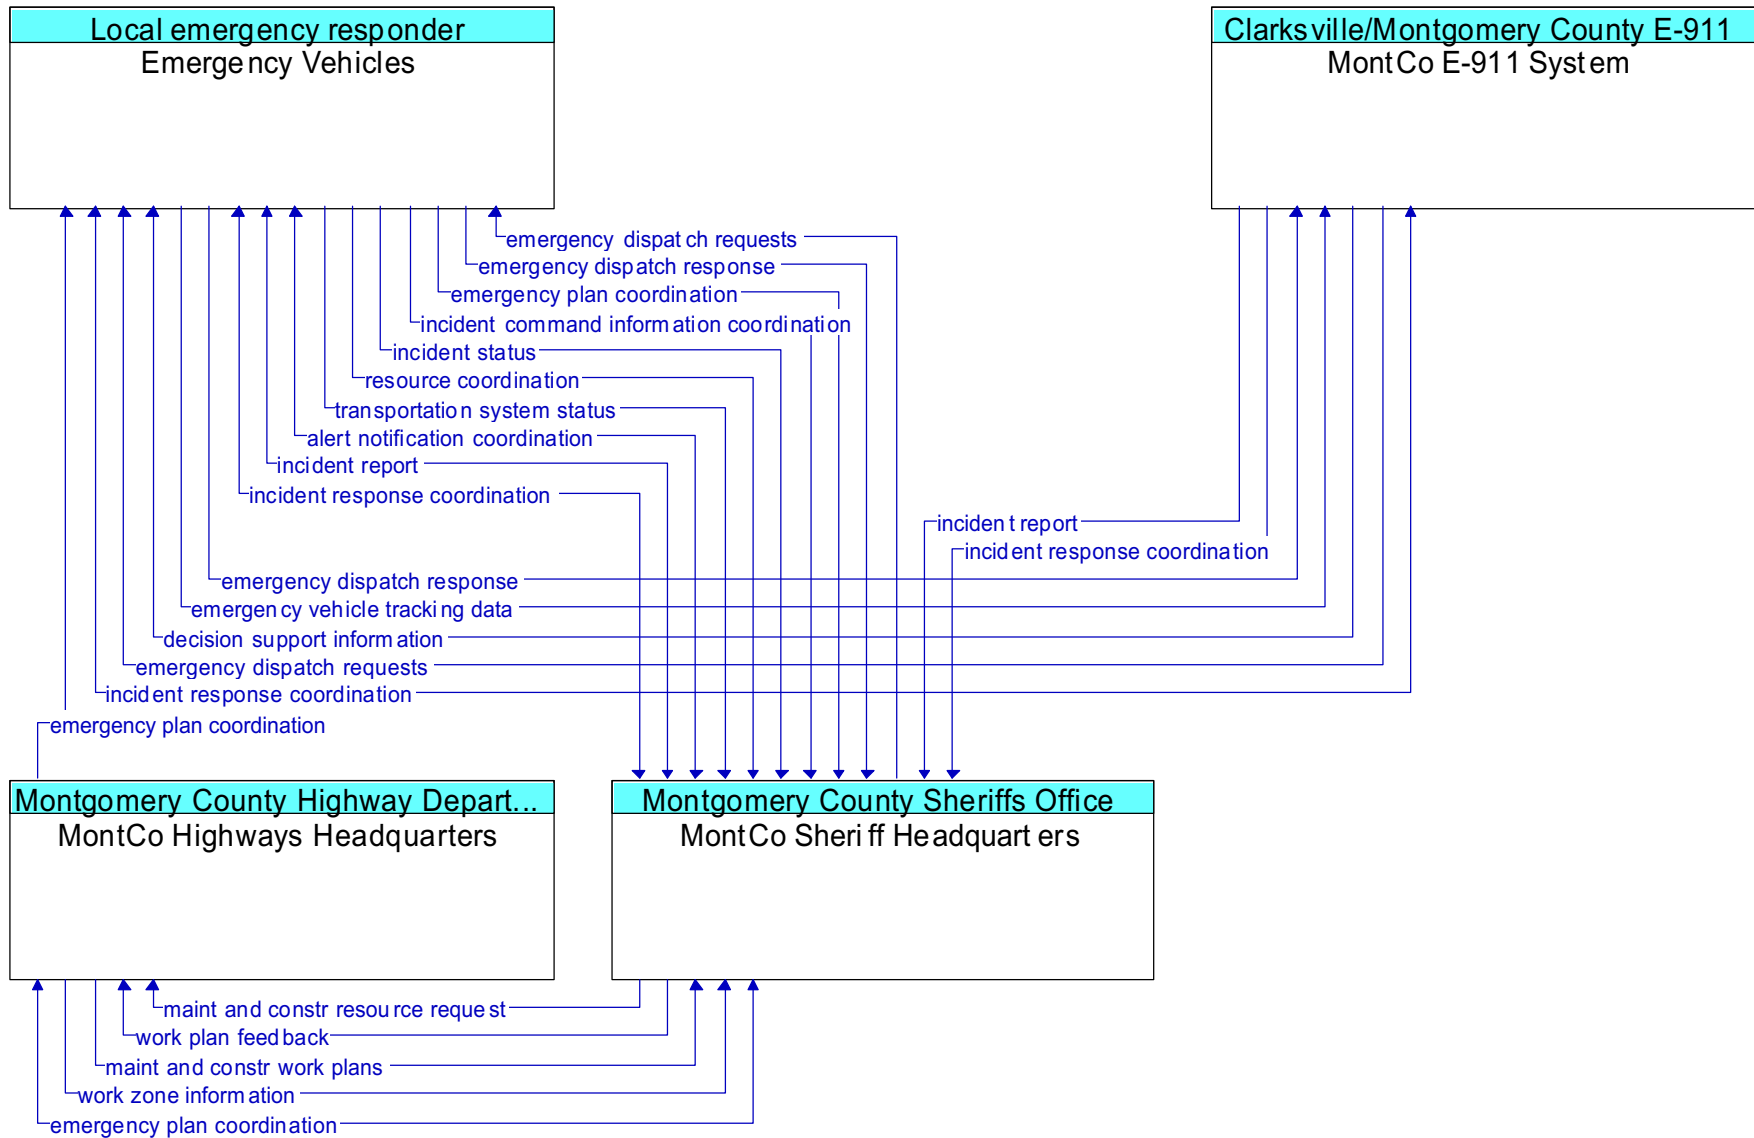 Local emergency responder
Emergency Vehicles
Clarksville/Montgomery County E-911
MontCo E-911 System
emergency dispatch requests
emergency dispatch response
emergency plan coordination
incident command information coordination
incident status
resource coordination
transportation system status
alert notification coordination
incident report
incident response coordination
incident report
incident response coordination
emergency dispatch response
emergency vehicle tracking data
decision support information
emergency dispatch requests
incident response coordination
emergency plan coordination
Montgomery County Highway Depart...
MontCo Highways Headquarters
Montgomery County Sheriffs Office
MontCo Sheriff Headquarters
maint and constr resource request
work plan feedback
maint and constr work plans
work zone information
emergency plan coordination